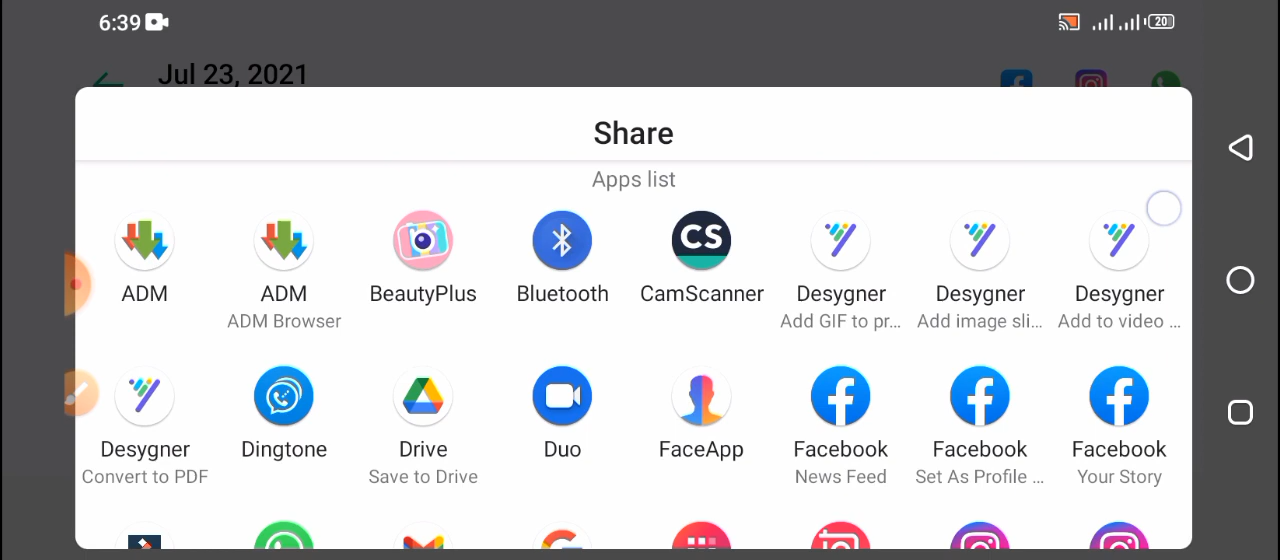 6:39
20
Jul 23, 2021
Share
Apps list
CS
ADM ADM BeautyPlus Bluetooth CamScanner Desygner Desygner Desygner
ADM Browser Add GIF to pr... Add image sli... Add to video ...
Desygner Dingtone Drive Duo FaceApp Facebook Facebook Facebook
Convert to PDF Save to Drive News Feed Set As Profile ... Your Story